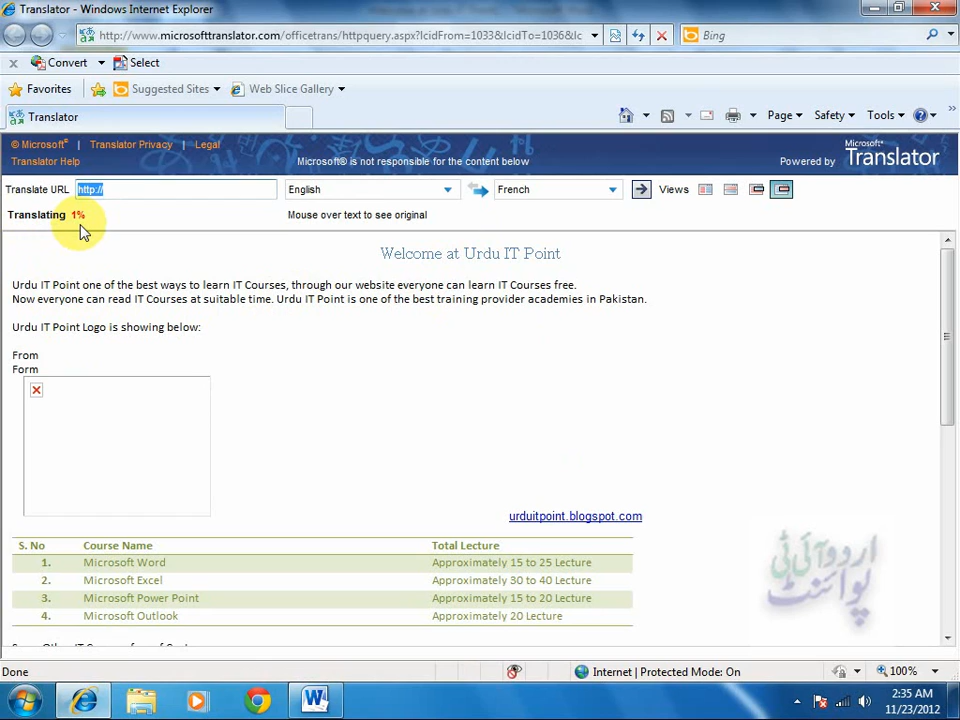 Translator - Windows Internet Explorer
http://www.microsofttranslator.com/officetrans/httpquery.aspx?lcidFrom=1033&lcidTo=1036&lc
Bing
x Convert Select
Favorites Suggested Sites Web Slice Gallery
Translator Page Safety Tools
© Microsoft® | Translator Privacy | Legal
Translator Help
Microsoft® is not responsible for the content below
Powered by
Microsoft®
Translator
Translate URL http:// English French Views
Translating 1% Mouse over text to see original
Welcome at Urdu IT Point
Urdu IT Point one of the best ways to learn IT Courses, through our website everyone can learn IT Courses free.
Now everyone can read IT Courses at suitable time. Urdu IT Point is one of the best training provider academies in Pakistan.
Urdu IT Point Logo is showing below:
From
Form
urduitpoint.blogspot.com
S. No Course Name Total Lecture
1. Microsoft Word Approximately 15 to 25 Lecture
2. Microsoft Excel Approximately 30 to 40 Lecture
3. Microsoft Power Point Approximately 15 to 20 Lecture
4. Microsoft Outlook Approximately 20 Lecture
اردو آئی ٹی
پوائنٹ
Done Internet | Protected Mode: On 100%
2:35 AM
11/23/2012